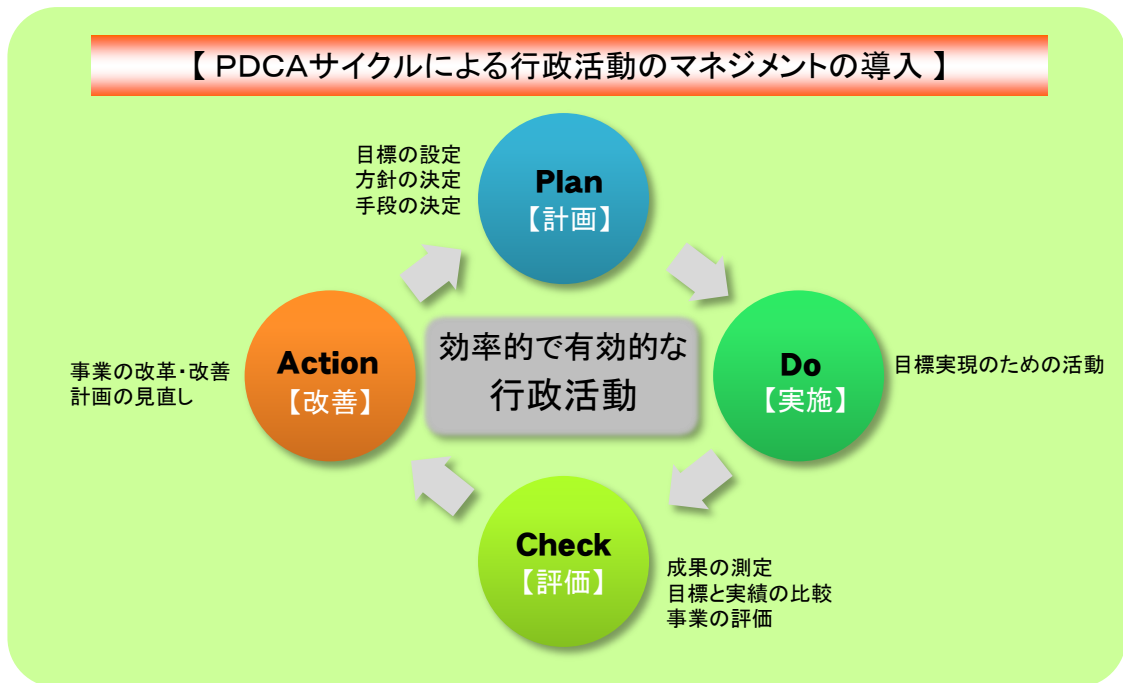 【 PDCAサイクルによる行政活動のマネジメントの導入 】
目標の設定
方針の決定
手段の決定
Plan
【計画】
Do
【実施】
目標実現のための活動
効率的で有効的な
行政活動
Action
【改善】
事業の改革・改善
計画の見直し
Check
【評価】
成果の測定
目標と実績の比較
事業の評価